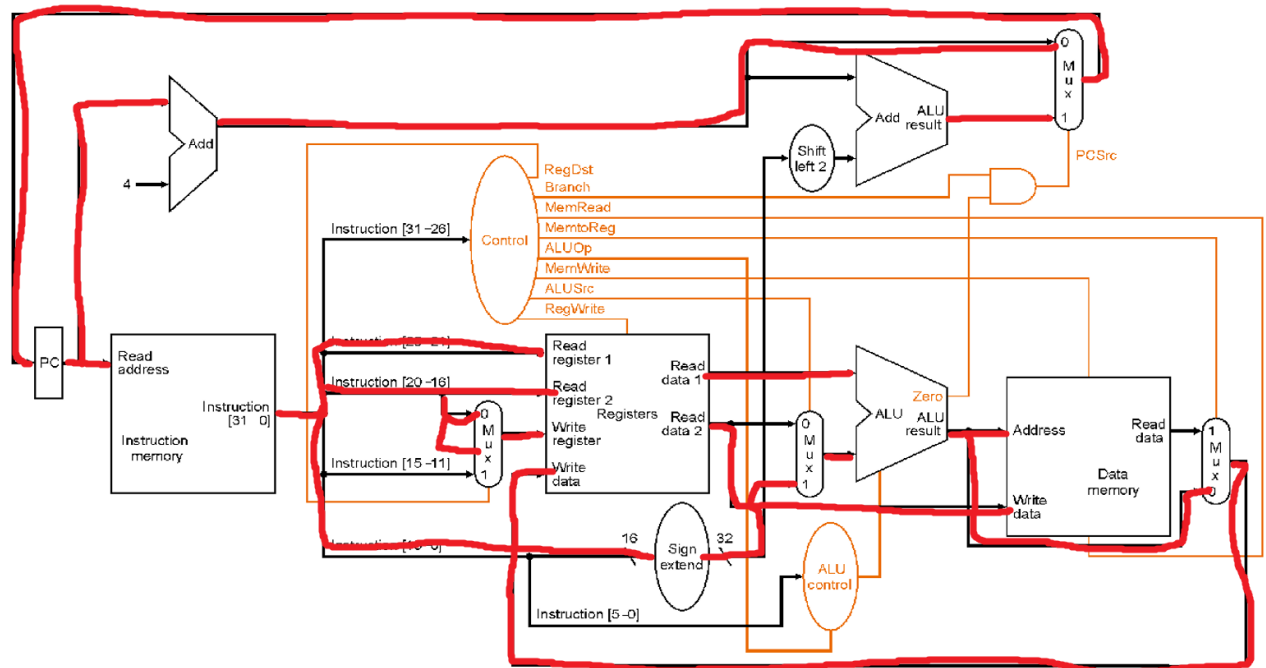 0
M
u
x
1
Add
ALU
result
Add
Shift
left 2
4
PCSrc
RegDst
Branch
MemRead
MemtoReg
ALUOp
MemWrite
ALUSrc
RegWrite
Instruction [31–26]
Control
PC
Read
address
Instruction
[31 0]
Instruction
memory
Instruction
Instruction [20–16]
Instruction [15–11]
0
M
u
x
1
Read
register 1
Read
register 2
Write
register
Write
data
Registers
Read
data 1
Read
data 2
0
M
u
x
1
Zero
ALU
ALU
result
Address
Read
data
Data
memory
Write
data
1
M
u
x
0
16
Sign
extend
32
ALU
control
Instruction [5–0]